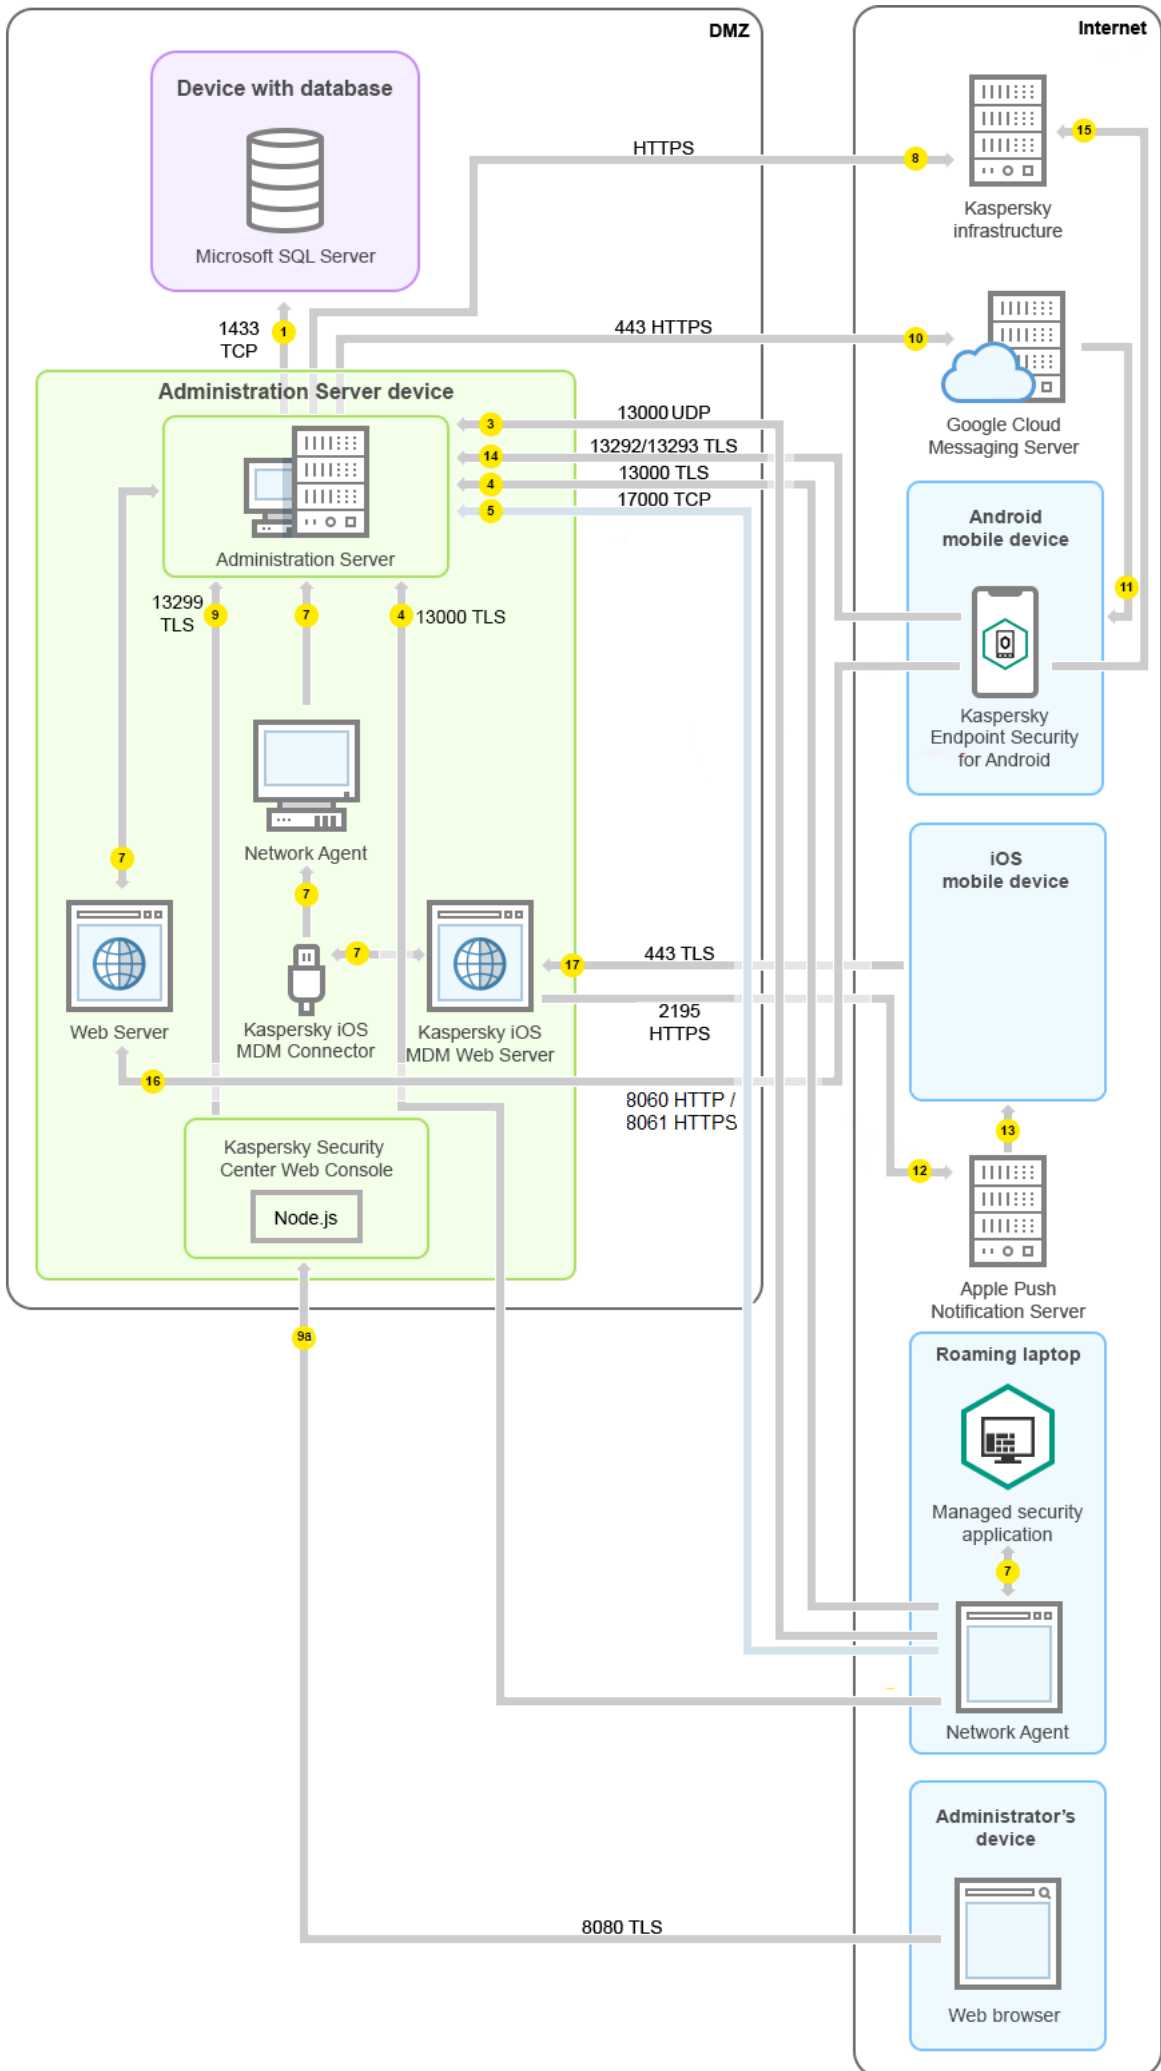 DMZ
Internet
Device with database
Microsoft SQL Server
HTTPS
8
15
Kaspersky
infrastructure
1433
TCP
1
443 HTTPS
10
Google Cloud
Messaging Server
Administration Server device
Administration Server
13000 UDP
3
13292/13293 TLS
14
13000 TLS
4
17000 TCP
5
Android
mobile device
11
Kaspersky
Endpoint Security
for Android
13299
TLS
9
7
4
13000 TLS
Network Agent
7
7
7
iOS
mobile device
Web Server
Kaspersky iOS
MDM Connector
Kaspersky iOS
MDM Web Server
17
443 TLS
2195
HTTPS
16
8060 HTTP /
8061 HTTPS
13
12
Apple Push
Notification Server
Kaspersky Security
Center Web Console
Node.js
9a
Roaming laptop
Managed security
application
7
Network Agent
Administrator's
device
8080 TLS
Web browser